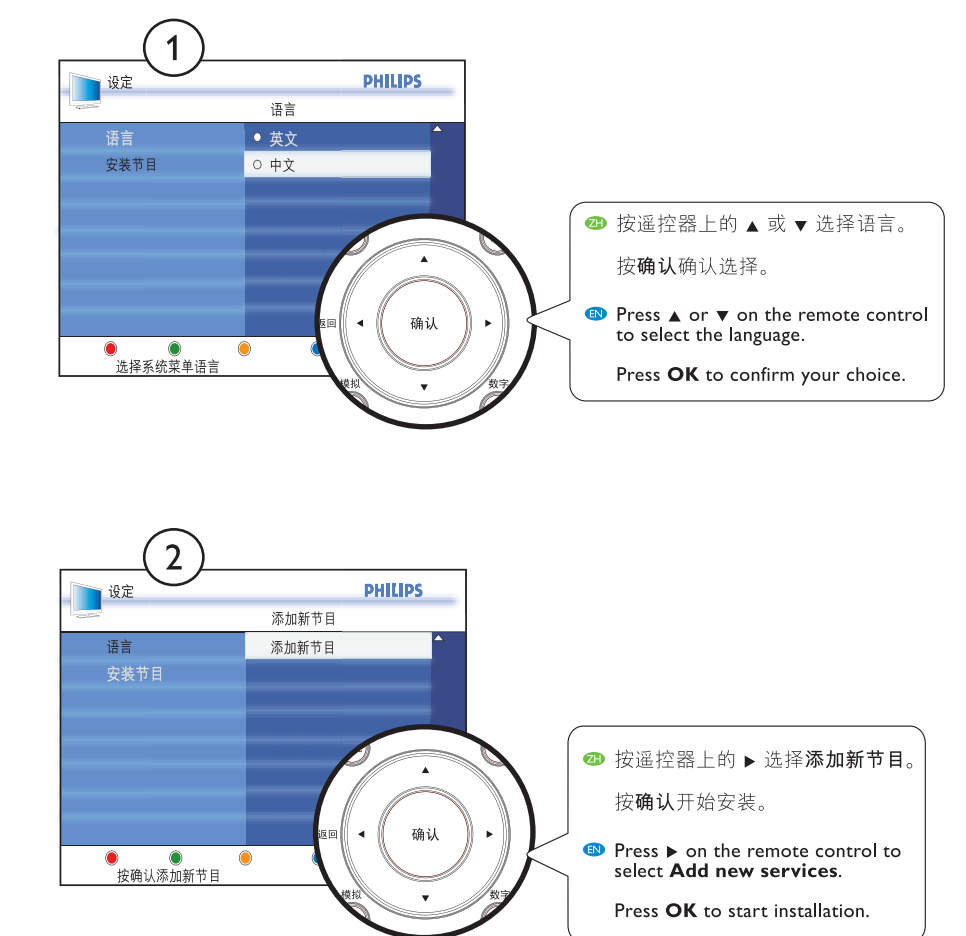 1
设定
PHILIPS
语言
语言
英文
安装节目
中文
返回
确认
模拟
数字
选择系统菜单语言
ZH 按遥控器上的 ▲ 或 ▼ 选择语言。
按确认确认选择。
EN Press ▲ or ▼ on the remote control
to select the language.
Press OK to confirm your choice.
2
设定
PHILIPS
添加新节目
语言
添加新节目
安装节目
返回
确认
模拟
数字
按确认添加新节目
ZH 按遥控器上的 ▶ 选择添加新节目。
按确认开始安装。
EN Press ▶ on the remote control to
select Add new services.
Press OK to start installation.